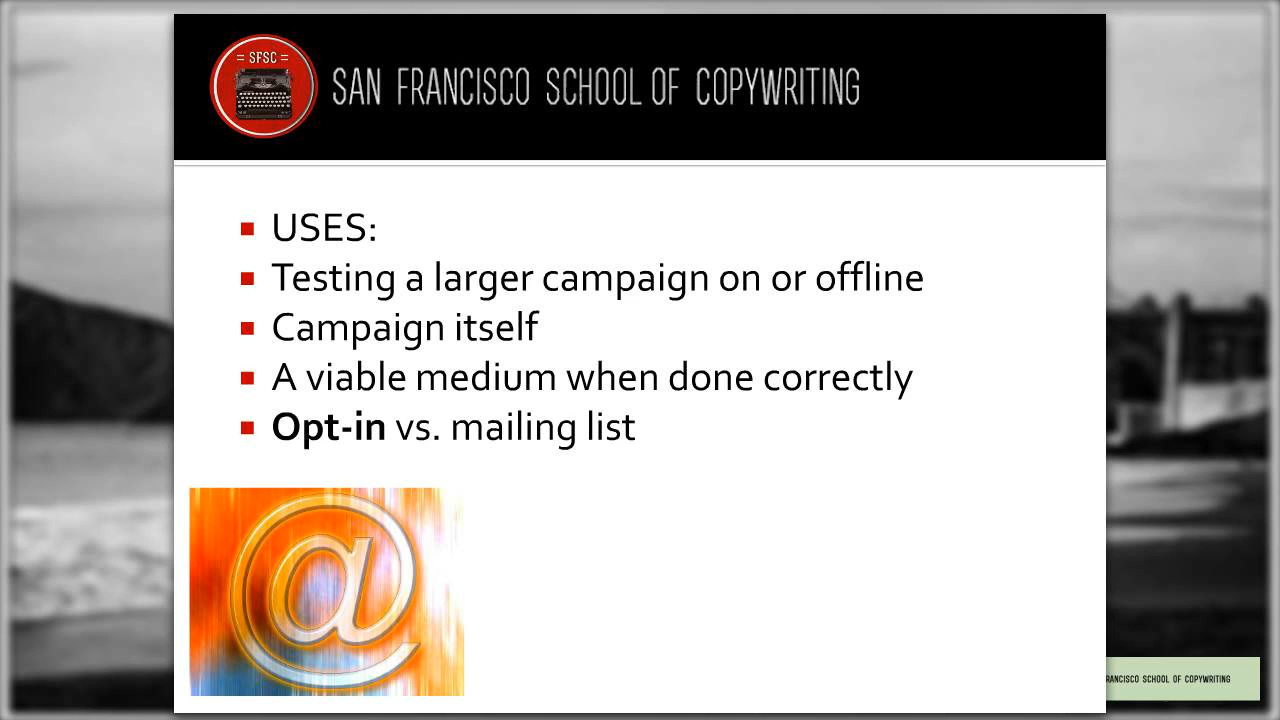 = SFSC =
SAN FRANCISCO SCHOOL OF COPYWRITING
USES:
Testing a larger campaign on or offline
Campaign itself
A viable medium when done correctly
Opt-in vs. mailing list
@
RANCISCO SCHOOL OF COPYWRITING